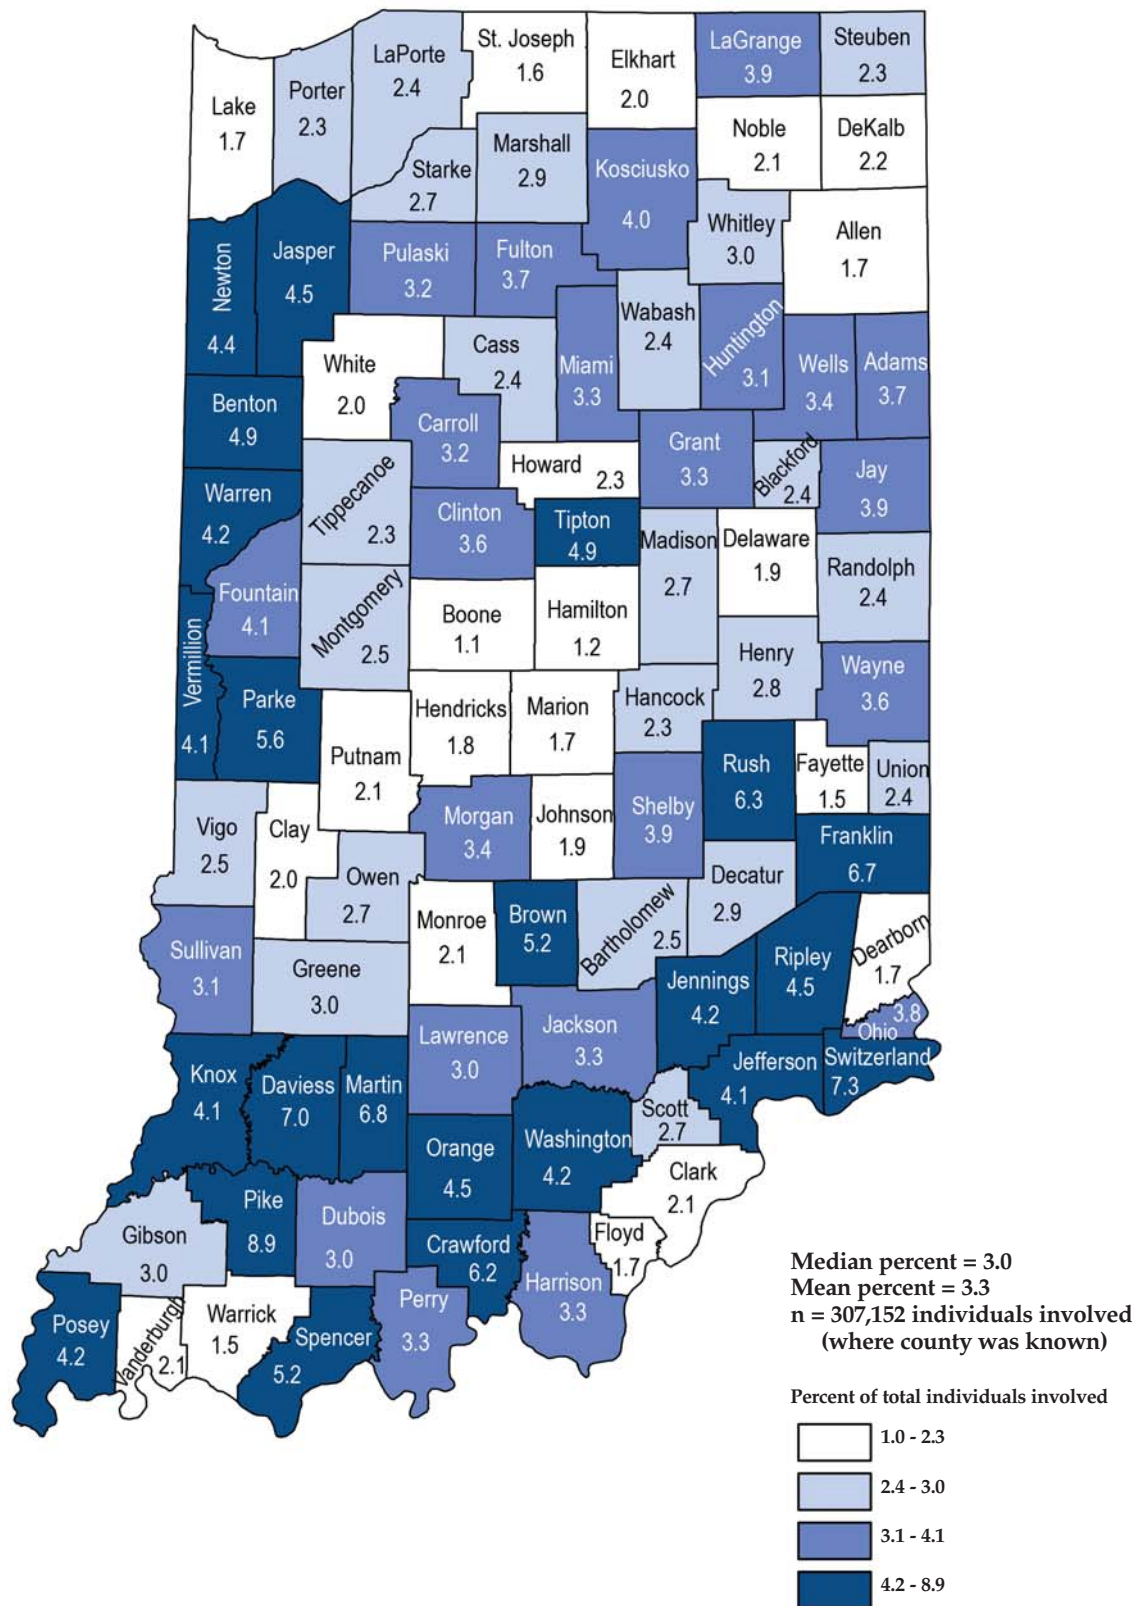 St. Joseph
1.6
LaPorte
2.4
Elkhart
2.0
LaGrange
3.9
Steuben
2.3
Lake
1.7
Porter
2.3
Noble
2.1
DeKalb
2.2
Starke
2.7
Marshall
2.9
Kosciusko
4.0
Whitley
3.0
Allen
1.7
Newton
4.4
Jasper
4.5
Pulaski
3.2
Fulton
3.7
Wabash
2.4
Huntington
3.1
White
2.0
Cass
2.4
Miami
3.3
Wells
3.4
Adams
3.7
Benton
4.9
Carroll
3.2
Howard
2.3
Grant
3.3
Blackford
2.4
Jay
3.9
Warren
4.2
Tippecanoe
2.3
Clinton
3.6
Tipton
4.9
Madison
2.7
Delaware
1.9
Randolph
2.4
Fountain
4.1
Montgomery
2.5
Boone
1.1
Hamilton
1.2
Henry
2.8
Wayne
3.6
Vermillion
4.1
Parke
5.6
Putnam
2.1
Hendricks
1.8
Marion
1.7
Hancock
2.3
Rush
6.3
Fayette
1.5
Union
2.4
Vigo
2.5
Clay
2.0
Morgan
3.4
Johnson
1.9
Shelby
3.9
Franklin
6.7
Owen
2.7
Monroe
2.1
Brown
5.2
Bartholomew
2.5
Decatur
2.9
Dearborn
1.7
Sullivan
3.1
Greene
3.0
Jennings
4.2
Ripley
4.5
Lawrence
3.0
Jackson
3.3
3.8
Ohio
Knox
4.1
Daviess
7.0
Martin
6.8
Jefferson
4.1
Switzerland
7.3
Orange
4.5
Washington
4.2
Scott
2.7
Clark
2.1
Pike
8.9
Dubois
3.0
Gibson
3.0
Crawford
6.2
Floyd
1.7
Harrison
3.3
Posey
4.2
Vanderburgh
2.1
Warrick
1.5
Spencer
5.2
Perry
3.3
Median percent = 3.0
Mean percent = 3.3
n = 307,152 individuals involved
(where county was known)
Percent of total individuals involved
1.0 - 2.3
2.4 - 3.0
3.1 - 4.1
4.2 - 8.9